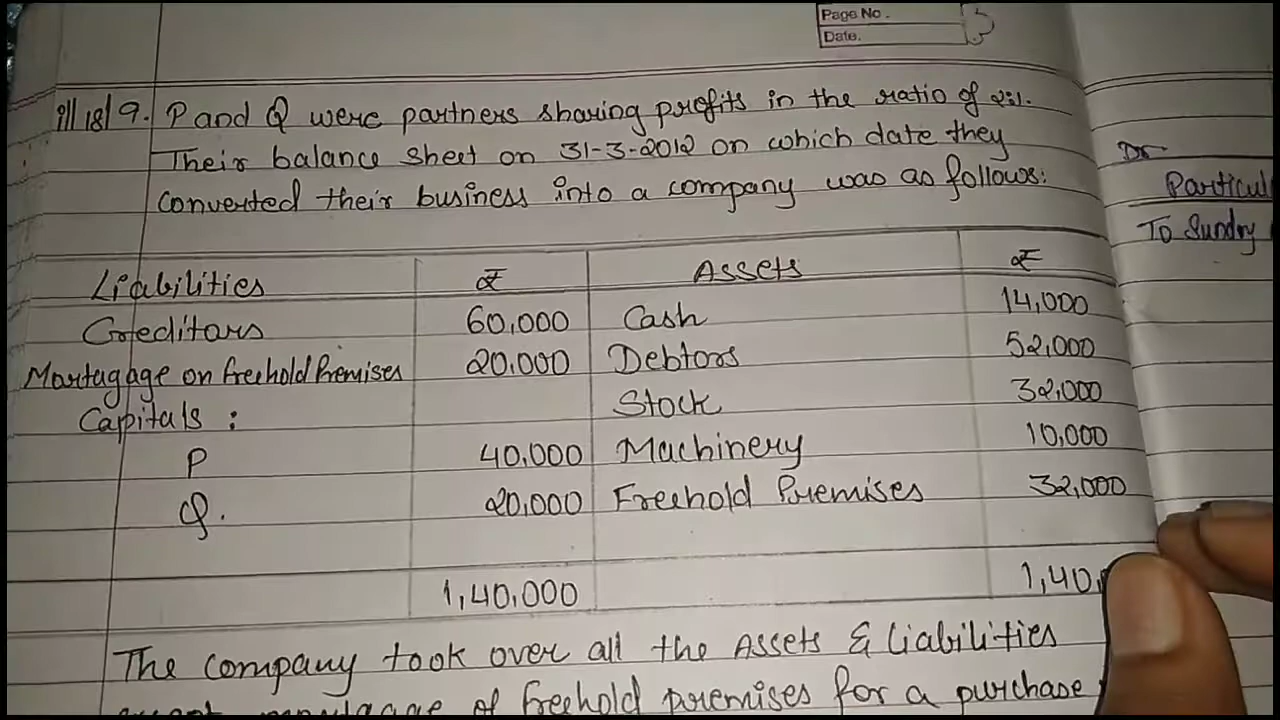 Page No.
Date.
9. P and Q were partners sharing profits in the ratio of 2:1.
Their balance sheet on 31-3-2012 on which date they
converted their business into a company was as follows:
Liabilities ₹ Assets ₹
Creditors 60,000 Cash 14,000
Mortagage on freehold Premises 20,000 Debtors 52,000
Capitals : Stock 32,000
P 40,000 Machinery 10,000
Q. 20,000 Freehold Premises 32,000
1,40,000 1,40,
The company took over all the Assets & Liabilities
of freehold premises for a purchase
Dr
Particul
To Sundry